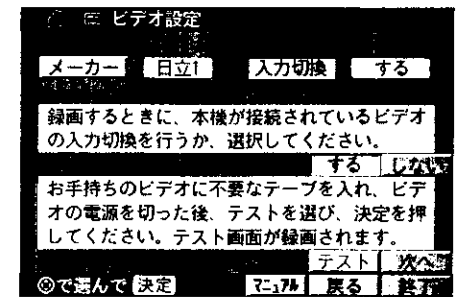 ビデオ設定
メーカー 日立1 入力切換 する
録画するときに、本機が接続されているビデオ
の入力切換を行うか、選択してください。
する しない
お手持ちのビデオに不要なテープを入れ、ビデ
オの電源を切った後、テストを選び、決定を押
してください。テスト画面が録画されます。
テスト 次へ
で選んで 決定 マニュアル 戻る 終了